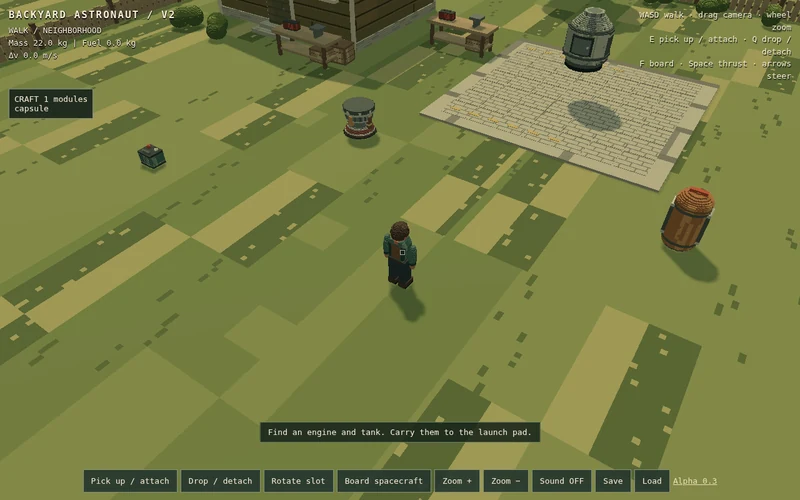 BACKYARD ASTRONAUT / V2
WALK / NEIGHBORHOOD
Mass 22.0 kg | Fuel 0.0 kg
Δv 0.0 m/s
WASD walk · drag camera · wheel
zoom
E pick up / attach · Q drop /
detach
F board · Space thrust · arrows
steer
CRAFT 1 modules
capsule
Find an engine and tank. Carry them to the launch pad.
Pick up / attach
Drop / detach
Rotate slot
Board spacecraft
Zoom +
Zoom −
Sound OFF
Save
Load
Alpha 0.3